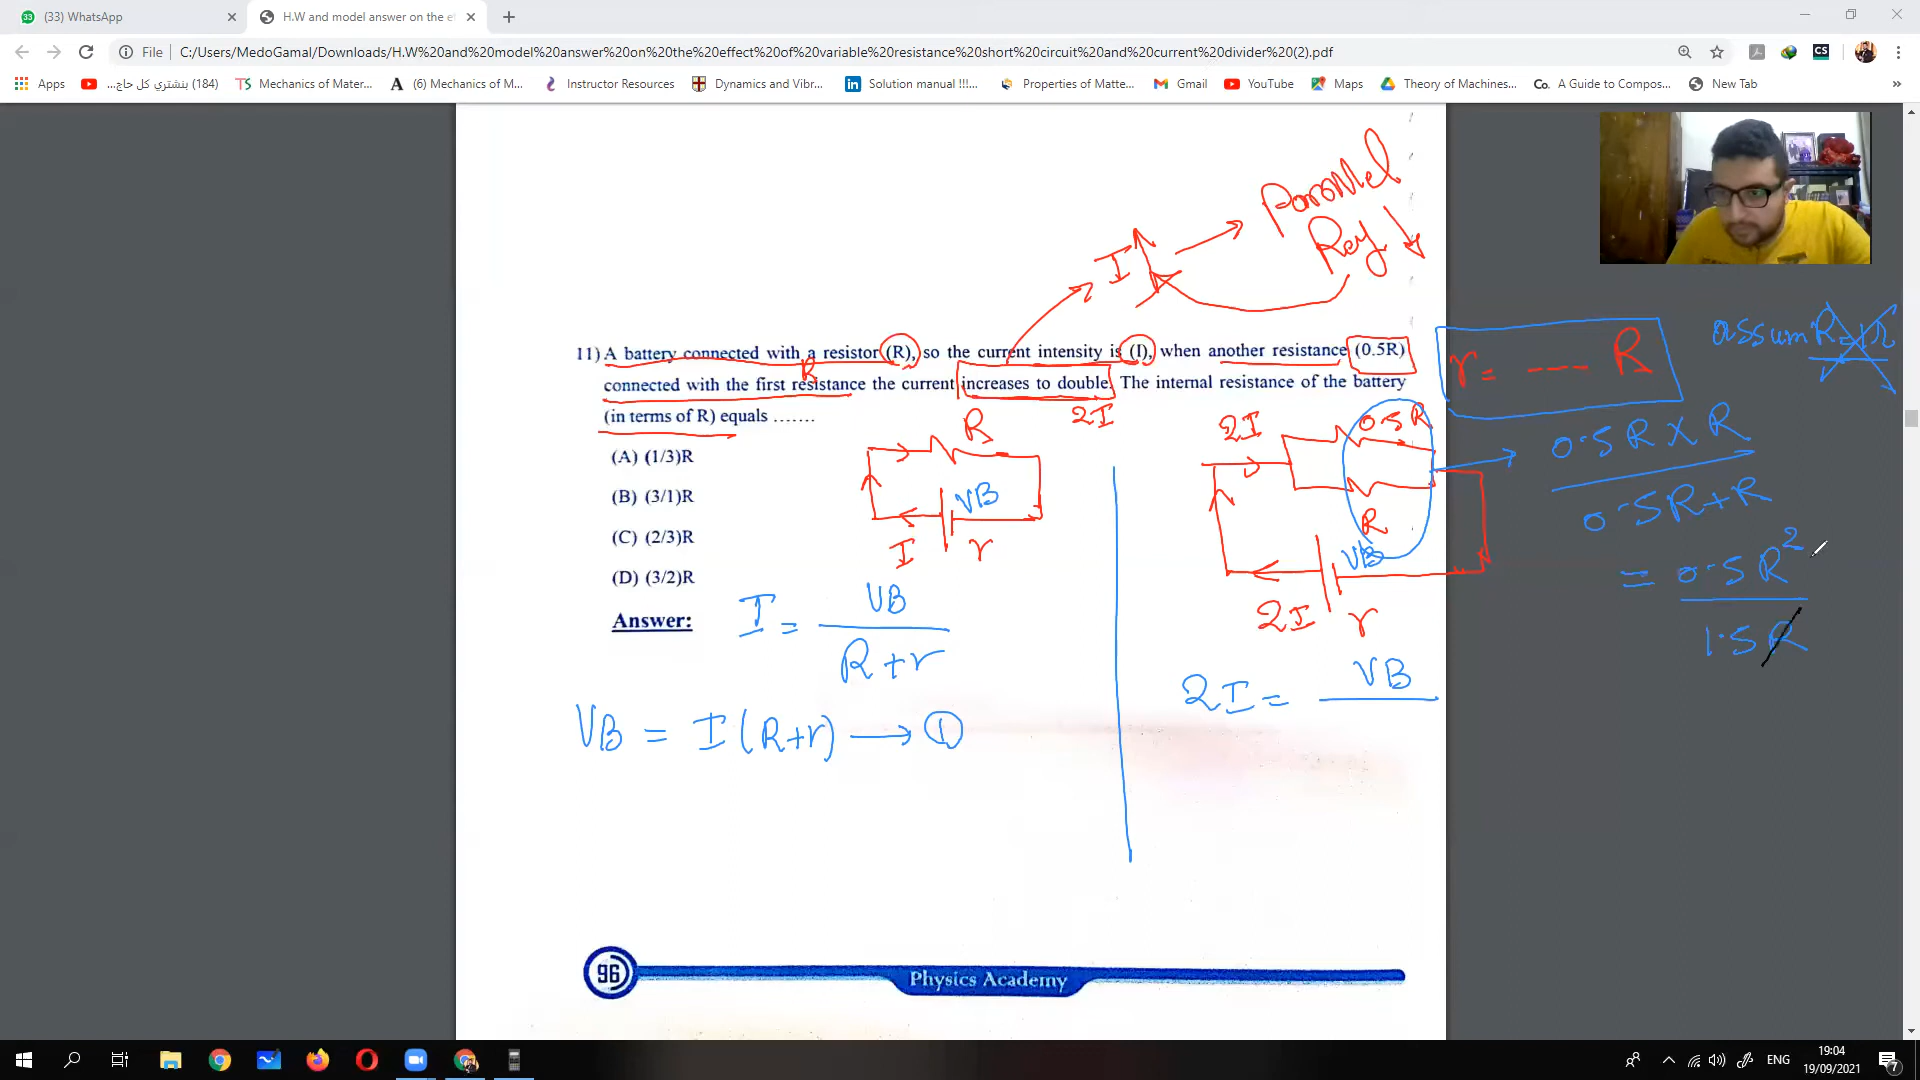 (33) WhatsApp
H.W and model answer on the ef
File
C:/Users/MedoGamal/Downloads/H.W%20and%20model%20answer%20on%20the%20effect%20of%20variable%20resistance%20short%20circuit%20and%20current%20divider%20(2).pdf
Apps
(184) بنشتري كل حاج...
Mechanics of Mater...
(6) Mechanics of M...
Instructor Resources
Dynamics and Vibr...
Solution manual !!!...
Properties of Matte...
Gmail
YouTube
Maps
Theory of Machines...
A Guide to Compos...
New Tab
Parallel
Req ↓
I
11) A battery connected with a resistor (R), so the current intensity is (I), when another resistance (0.5R)
connected with the first resistance the current increases to double. The internal resistance of the battery
(in terms of R) equals .......
R
2I
(A) (1/3)R
(B) (3/1)R
(C) (2/3)R
(D) (3/2)R
Answer:
R
VB
I
r
2I
0.5R
R
VB
2I
r
r = ---- R
assum
0.5R X R
0.5R+R
= 0.5R²
1.5R
I = VB
R+r
VB = I (R+r) → ①
2I = VB
96
Physics Academy
ENG
19:04
19/09/2021